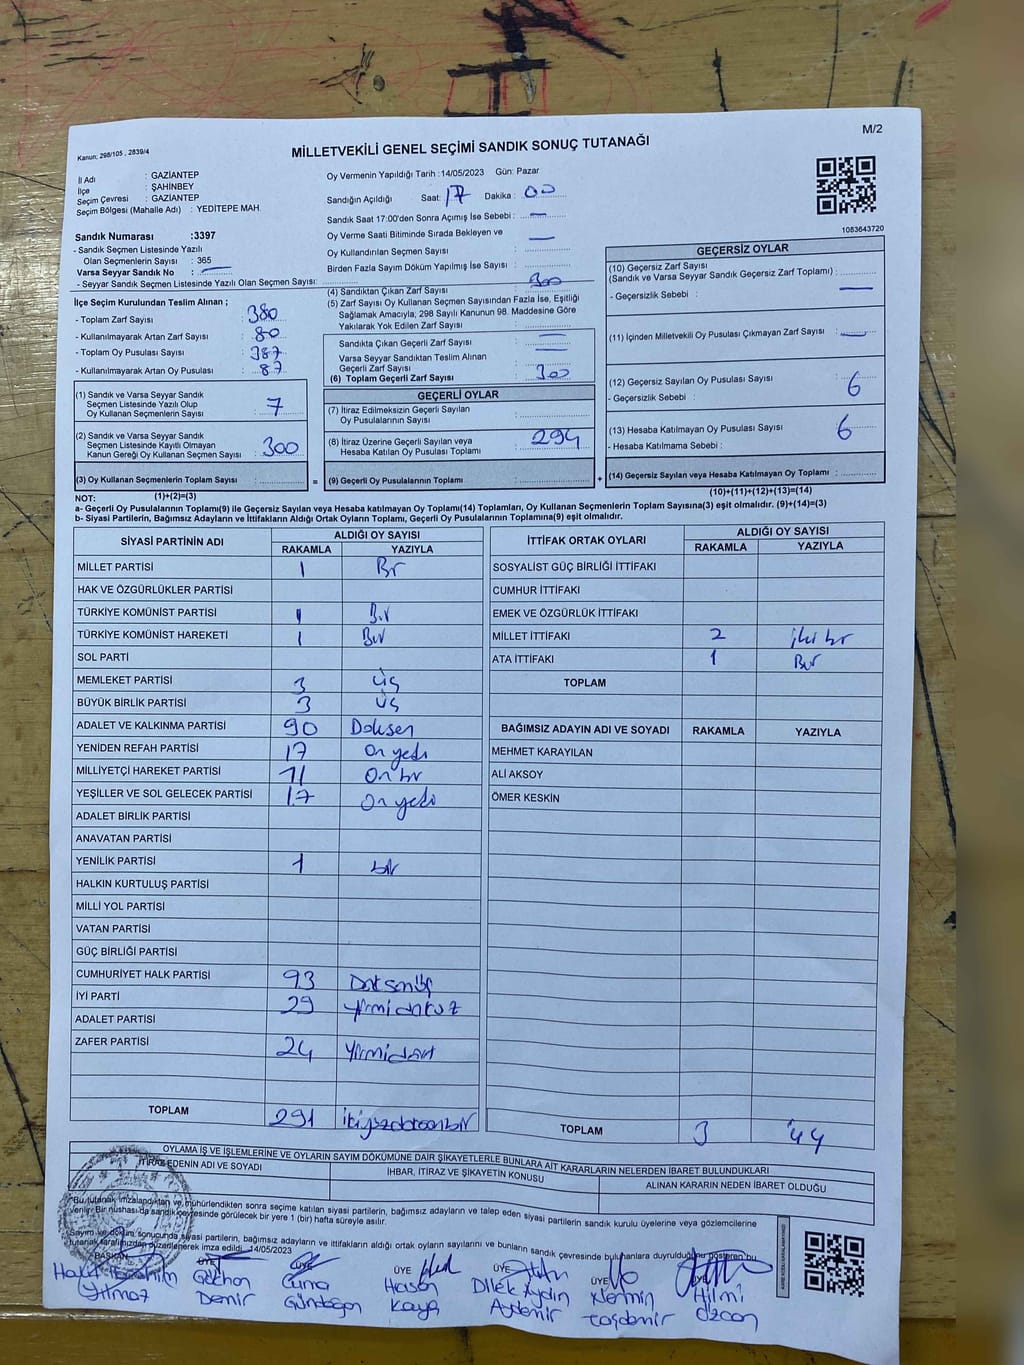 M/2
Kanun; 298/105 , 2839/4
MİLLETVEKİLİ GENEL SEÇİMİ SANDIK SONUÇ TUTANAĞI
İl Adı : GAZİANTEP
İlçe : ŞAHİNBEY
Seçim Çevresi : GAZİANTEP
Seçim Bölgesi (Mahalle Adı) : YEDİTEPE MAH.
Sandık Numarası :3397
- Sandık Seçmen Listesinde Yazılı
Olan Seçmenlerin Sayısı : 365
Varsa Seyyar Sandık No : —
- Seyyar Sandık Seçmen Listesinde Yazılı Olan Seçmen Sayısı:
Oy Vermenin Yapıldığı Tarih :14/05/2023 Gün: Pazar
Sandığın Açıldığı Saat: 17 Dakika : 00
Sandık Saat 17:00'den Sonra Açımış İse Sebebi : —
Oy Verme Saati Bitiminde Sırada Bekleyen ve —
Oy Kullandırılan Seçmen Sayısı :
Birden Fazla Sayım Döküm Yapılmış İse Sayısı :
1083643720
İlçe Seçim Kurulundan Teslim Alınan ;
- Toplam Zarf Sayısı : 380
- Kullanılmayarak Artan Zarf Sayısı : 80
- Toplam Oy Pusulası Sayısı : 387
- Kullanılmayarak Artan Oy Pusulası : 87
(1) Sandık ve Varsa Seyyar Sandık
Seçmen Listesinde Yazılı Olup
Oy Kullanan Seçmenlerin Sayısı : 7
(2) Sandık ve Varsa Seyyar Sandık
Seçmen Listesinde Kayıtlı Olmayan
Kanun Gereği Oy Kullanan Seçmen Sayısı : 300
(3) Oy Kullanan Seçmenlerin Toplam Sayısı :
(4) Sandıktan Çıkan Zarf Sayısı : 300
(5) Zarf Sayısı Oy Kullanan Seçmen Sayısından Fazla İse, Eşitliği
Sağlamak Amacıyla; 298 Sayılı Kanunun 98. Maddesine Göre
Yakılarak Yok Edilen Zarf Sayısı :
Sandıkta Çıkan Geçerli Zarf Sayısı : —
Varsa Seyyar Sandıktan Teslim Alınan
Geçerli Zarf Sayısı : —
(6) Toplam Geçerli Zarf Sayısı : 300
GEÇERLİ OYLAR
(7) İtiraz Edilmeksizin Geçerli Sayılan
Oy Pusulalarının Sayısı :
(8) İtiraz Üzerine Geçerli Sayılan veya
Hesaba Katılan Oy Pusulası Toplamı : 294
= (9) Geçerli Oy Pusulalarının Toplamı :
GEÇERSİZ OYLAR
(10) Geçersiz Zarf Sayısı
(Sandık ve Varsa Seyyar Sandık Geçersiz Zarf Toplamı) :
- Geçersizlik Sebebi : —
(11) İçinden Milletvekili Oy Pusulası Çıkmayan Zarf Sayısı : —
(12) Geçersiz Sayılan Oy Pusulası Sayısı : 6
- Geçersizlik Sebebi :
(13) Hesaba Katılmayan Oy Pusulası Sayısı : 6
- Hesaba Katılmama Sebebi :
+ (14) Geçersiz Sayılan veya Hesaba Katılmayan Oy Toplamı :
NOT: (1)+(2)=(3)
(10)+(11)+(12)+(13)=(14)
a- Geçerli Oy Pusulalarının Toplamı(9) ile Geçersiz Sayılan veya Hesaba Katılmayan Oy Toplamı(14) Toplamları, Oy Kullanan Seçmenlerin Toplam Sayısına(3) eşit olmalıdır. (9)+(14)=(3)
b- Siyasi Partilerin, Bağımsız Adayların ve İttifakların Aldığı Ortak Oyların Toplamı, Geçerli Oy Pusulalarının Toplamına(9) eşit olmalıdır.
SİYASİ PARTİNİN ADI ALDIĞI OY SAYISI
RAKAMLA YAZIYLA
MİLLET PARTİSİ 1 Bir
HAK VE ÖZGÜRLÜKLER PARTİSİ
TÜRKİYE KOMÜNİST PARTİSİ 1 Bir
TÜRKİYE KOMÜNİST HAREKETİ 1 Bir
SOL PARTİ
MEMLEKET PARTİSİ 3 üç
BÜYÜK BİRLİK PARTİSİ 3 üç
ADALET VE KALKINMA PARTİSİ 90 Doksan
YENİDEN REFAH PARTİSİ 17 On yedi
MİLLİYETÇİ HAREKET PARTİSİ 11 On bir
YEŞİLLER VE SOL GELECEK PARTİSİ 17 On yedi
ADALET BİRLİK PARTİSİ
ANAVATAN PARTİSİ
YENİLİK PARTİSİ 1 bir
HALKIN KURTULUŞ PARTİSİ
MİLLİ YOL PARTİSİ
VATAN PARTİSİ
GÜÇ BİRLİĞİ PARTİSİ
CUMHURİYET HALK PARTİSİ 93 Doksanüç
İYİ PARTİ 29 yirmidokuz
ADALET PARTİSİ
ZAFER PARTİSİ 24 yirmidört
TOPLAM 291 ikiyüzdoksanbir
İTTİFAK ORTAK OYLARI ALDIĞI OY SAYISI
RAKAMLA YAZIYLA
SOSYALİST GÜÇ BİRLİĞİ İTTİFAKI
CUMHUR İTTİFAKI
EMEK VE ÖZGÜRLÜK İTTİFAKI
MİLLET İTTİFAKI 2
ATA İTTİFAKI 1 Bir
TOPLAM
BAĞIMSIZ ADAYIN ADI VE SOYADI RAKAMLA YAZIYLA
MEHMET KARAYILAN
ALİ AKSOY
ÖMER KESKİN
TOPLAM 3
OYLAMA İŞ VE İŞLEMLERİNE VE OYLARIN SAYIM DÖKÜMÜNE DAİR ŞİKAYETLERLE BUNLARA AİT KARARLARIN NELERDEN İBARET BULUNDUKLARI
İTİRAZ EDENİN ADI VE SOYADI İHBAR, İTİRAZ VE ŞİKAYETİN KONUSU ALINAN KARARIN NEDEN İBARET OLDUĞU
"Bu tutanak imzalandıktan ve mühürlendikten sonra seçime katılan siyasi partilerin, bağımsız adayların ve talep eden siyasi partilerin sandık kurulu üyelerine veya gözlemcilerine
verilir. Bir nüshası da sandık çevresinde görülecek bir yere 1 (bir) hafta süreyle asılır.
Sayım ve döküm sonucunda siyasi partilerin, bağımsız adayların ve ittifakların aldığı ortak oyların sayılarını ve bunların sandık çevresinde bulunanlara duyrulduğunu gösteren bu
tutanak tarafımızdan düzenlenerek imza edildi. 14/05/2023
BAŞKAN ÜYE ÜYE ÜYE ÜYE ÜYE
Halil İbrahim Gökhan Cuma Hasan Dilek Aydın Nermin Hilmi
Yılmaz Demir Gündoğan Kaya Aydemir Taşdemir Özcan